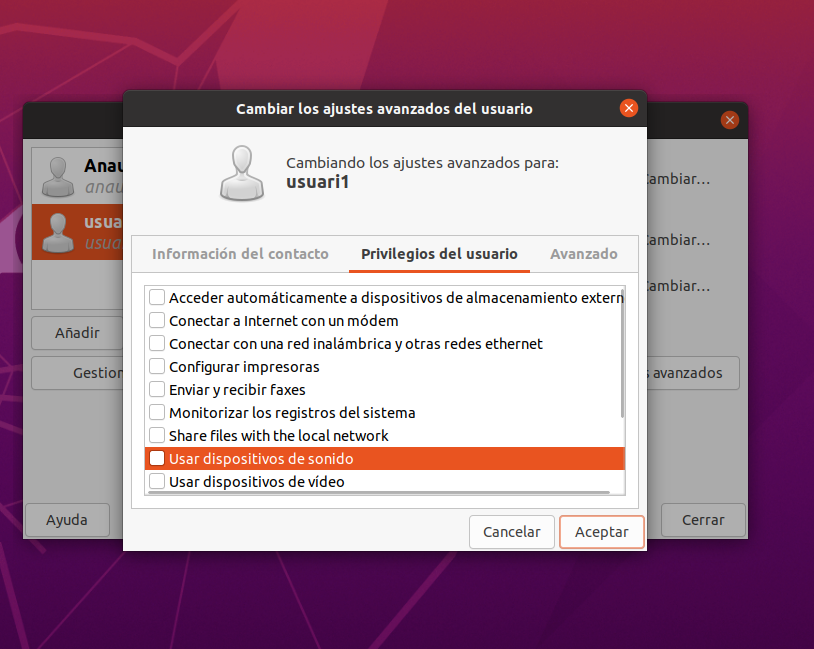 Cambiar los ajustes avanzados del usuario
Cambiando los ajustes avanzados para:
usuari1
Información del contacto
Privilegios del usuario
Avanzado
Acceder automáticamente a dispositivos de almacenamiento extern
Conectar a Internet con un módem
Conectar con una red inalámbrica y otras redes ethernet
Configurar impresoras
Enviar y recibir faxes
Monitorizar los registros del sistema
Share files with the local network
Usar dispositivos de sonido
Usar dispositivos de vídeo
Cancelar
Aceptar
Anau
anau
usua
usua
Añadir
Gestion
Ayuda
Cambiar...
Cambiar...
Cambiar...
s avanzados
Cerrar